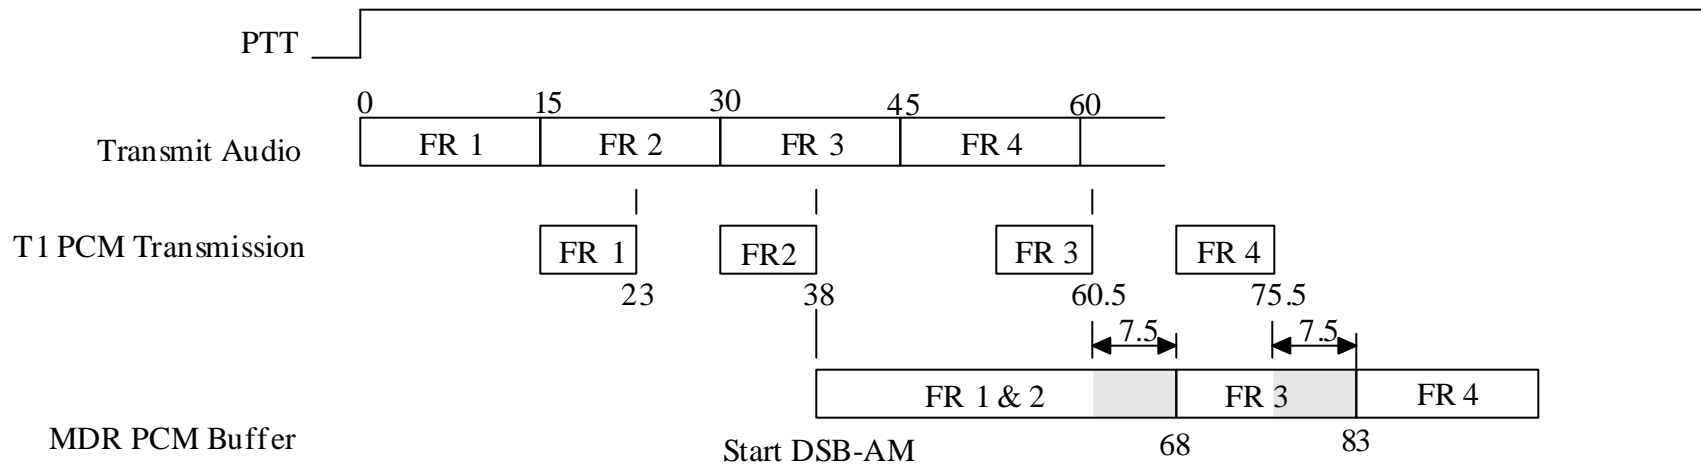 PTT
0 15 30 45 60
Transmit Audio FR 1 FR 2 FR 3 FR 4
T1 PCM Transmission FR 1 FR2 FR 3 FR 4
23 38 60.5 75.5
7.5 7.5
FR 1 & 2 FR 3 FR 4
MDR PCM Buffer Start DSB-AM 68 83